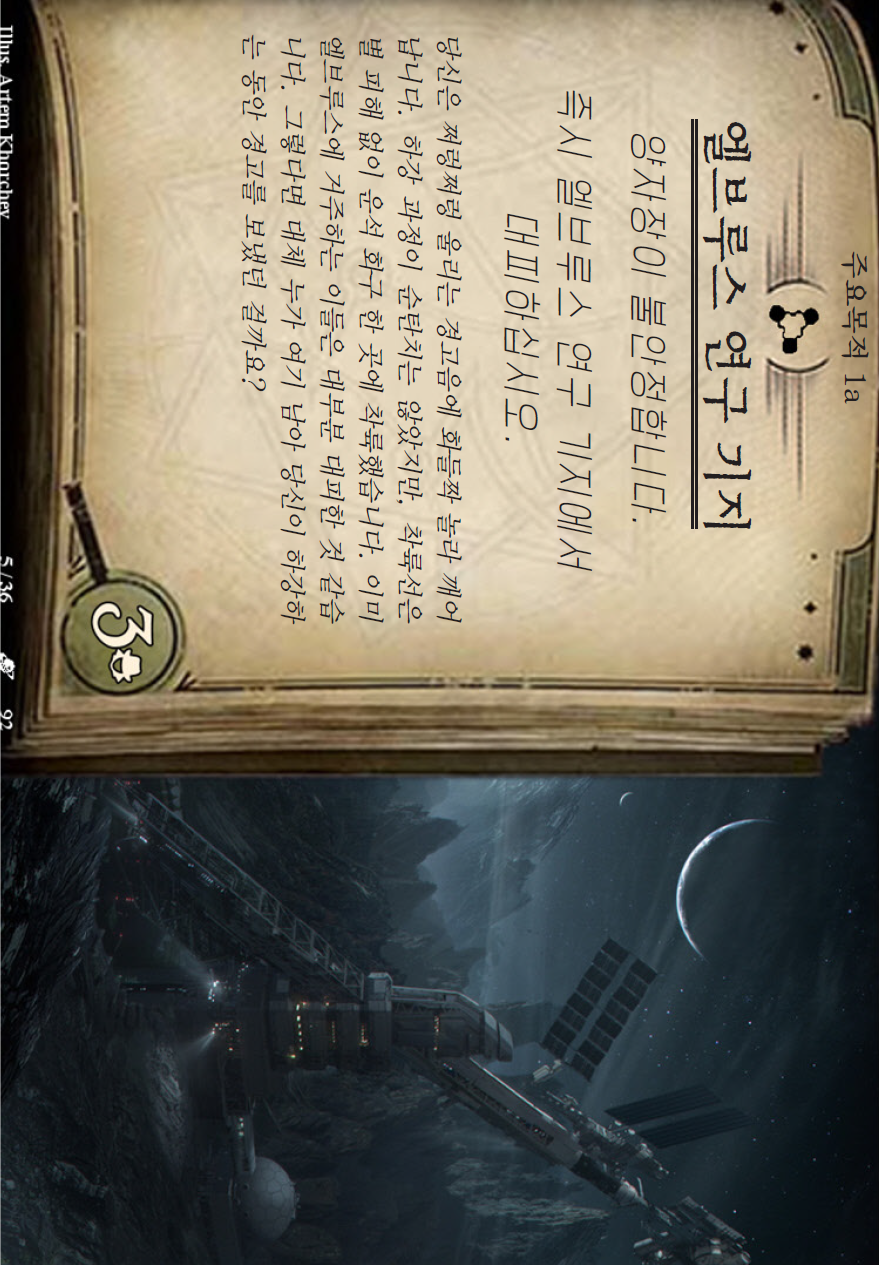 주요목적 1a
엘브루스 연구 기지
양자장이 불안정합니다.
즉시 엘브루스 연구 기지에서
대피하십시오.
당신은 쩌렁쩌렁 울리는 경고음에 화들짝 놀라 깨어
납니다. 하강 과정이 순탄치는 않았지만, 착륙선은
별 피해 없이 운석 화구 한 곳에 착륙했습니다. 이미
엘브루스에 거주하는 이들은 대부분 대피한 것 같습
니다. 그렇다면 대체 누가 여기 남아 당신이 하강하
는 동안 경고를 보냈던 걸까요?
3
Illus. Artem Khorchev
5/36
92